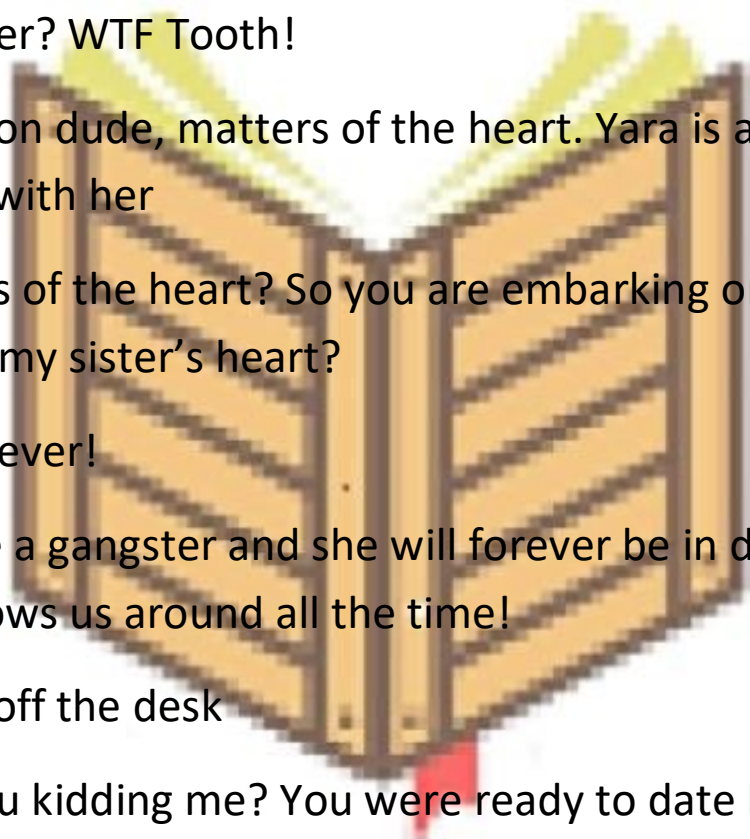 er? WTF Tooth!
on dude, matters of the heart. Yara is a
with her
s of the heart? So you are embarking o
my sister’s heart?
ever!
a gangster and she will forever be in d
ows us around all the time!
off the desk
u kidding me? You were ready to date